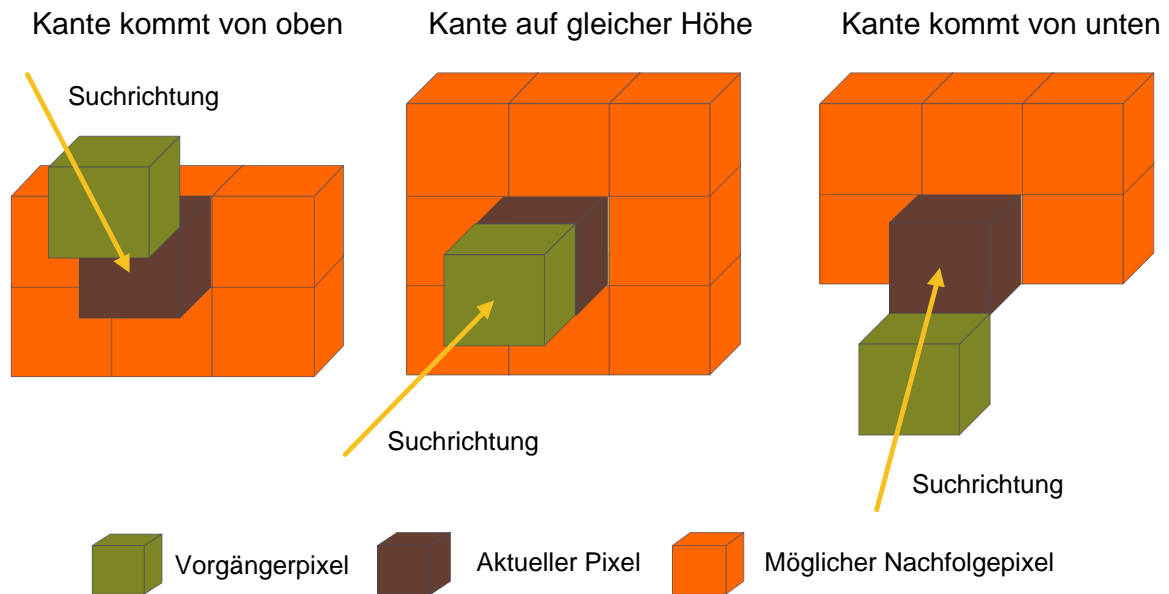 Kante kommt von oben
Kante auf gleicher Höhe
Kante kommt von unten
Suchrichtung
Suchrichtung
Suchrichtung
Vorgängerpixel
Aktueller Pixel
Möglicher Nachfolgepixel